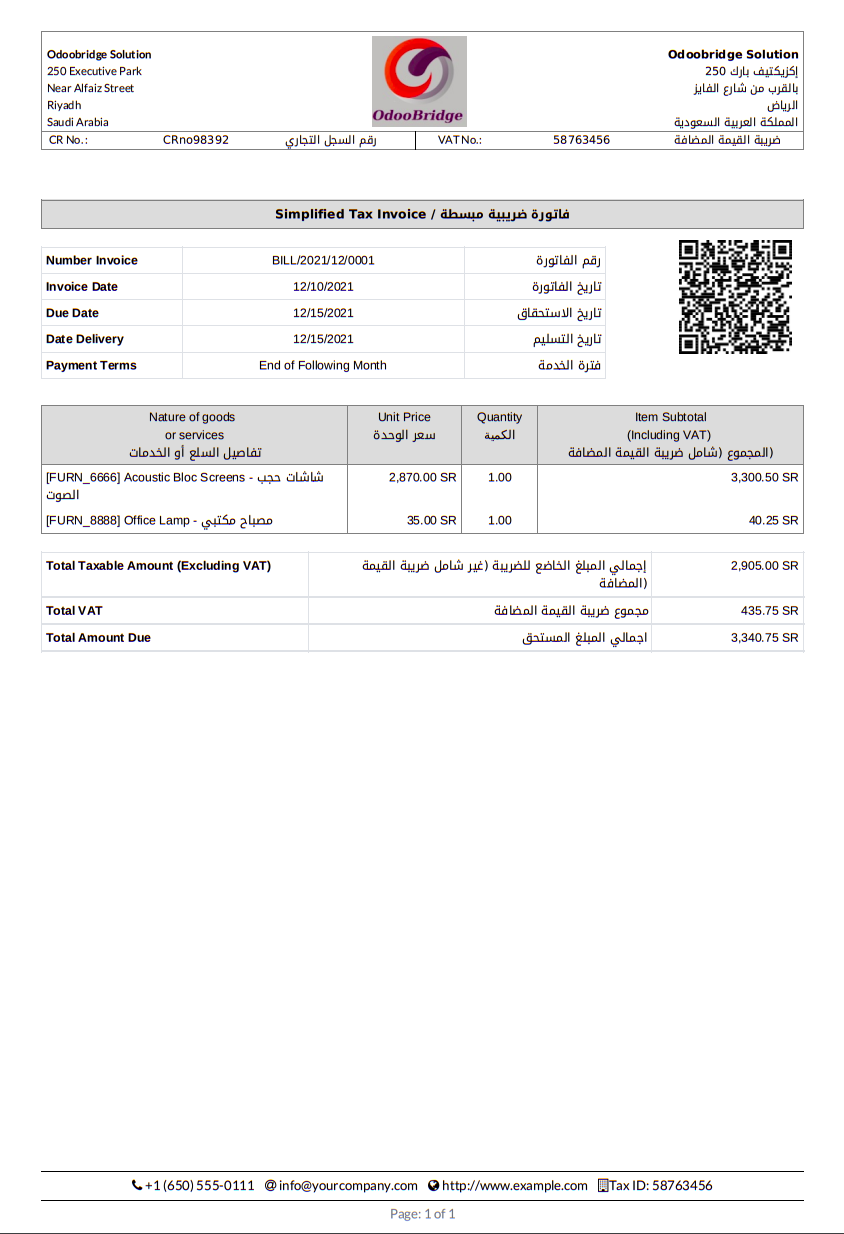 Odoobridge Solution
250 Executive Park
Near Alfaiz Street
Riyadh
Saudi Arabia
OdooBridge
Odoobridge Solution
إكزيكتيف بارك 250
بالقرب من شارع الفايز
الرياض
المملكة العربية السعودية
CR No.: CRno98392 رقم السجل التجاري VAT No.: 58763456 ضريبة القيمة المضافة
Simplified Tax Invoice / فاتورة ضريبية مبسطة
Number Invoice BILL/2021/12/0001 رقم الفاتورة
Invoice Date 12/10/2021 تاريخ الفاتورة
Due Date 12/15/2021 تاريخ الاستحقاق
Date Delivery 12/15/2021 تاريخ التسليم
Payment Terms End of Following Month فترة الخدمة
Nature of goods Unit Price Quantity Item Subtotal
or services سعر الوحدة الكمية (Including VAT)
تفاصيل السلع أو الخدمات المجموع (شامل ضريبة القيمة المضافة)
[FURN_6666] Acoustic Bloc Screens - شاشات حجب 2,870.00 SR 1.00 3,300.50 SR
الصوت
[FURN_8888] Office Lamp - مصباح مكتبي 35.00 SR 1.00 40.25 SR
Total Taxable Amount (Excluding VAT) إجمالي المبلغ الخاضع للضريبة (غير شامل ضريبة القيمة 2,905.00 SR
المضافة)
Total VAT مجموع ضريبة القيمة المضافة 435.75 SR
Total Amount Due اجمالي المبلغ المستحق 3,340.75 SR
+1 (650) 555-0111 @ info@yourcompany.com http://www.example.com Tax ID: 58763456
Page: 1 of 1